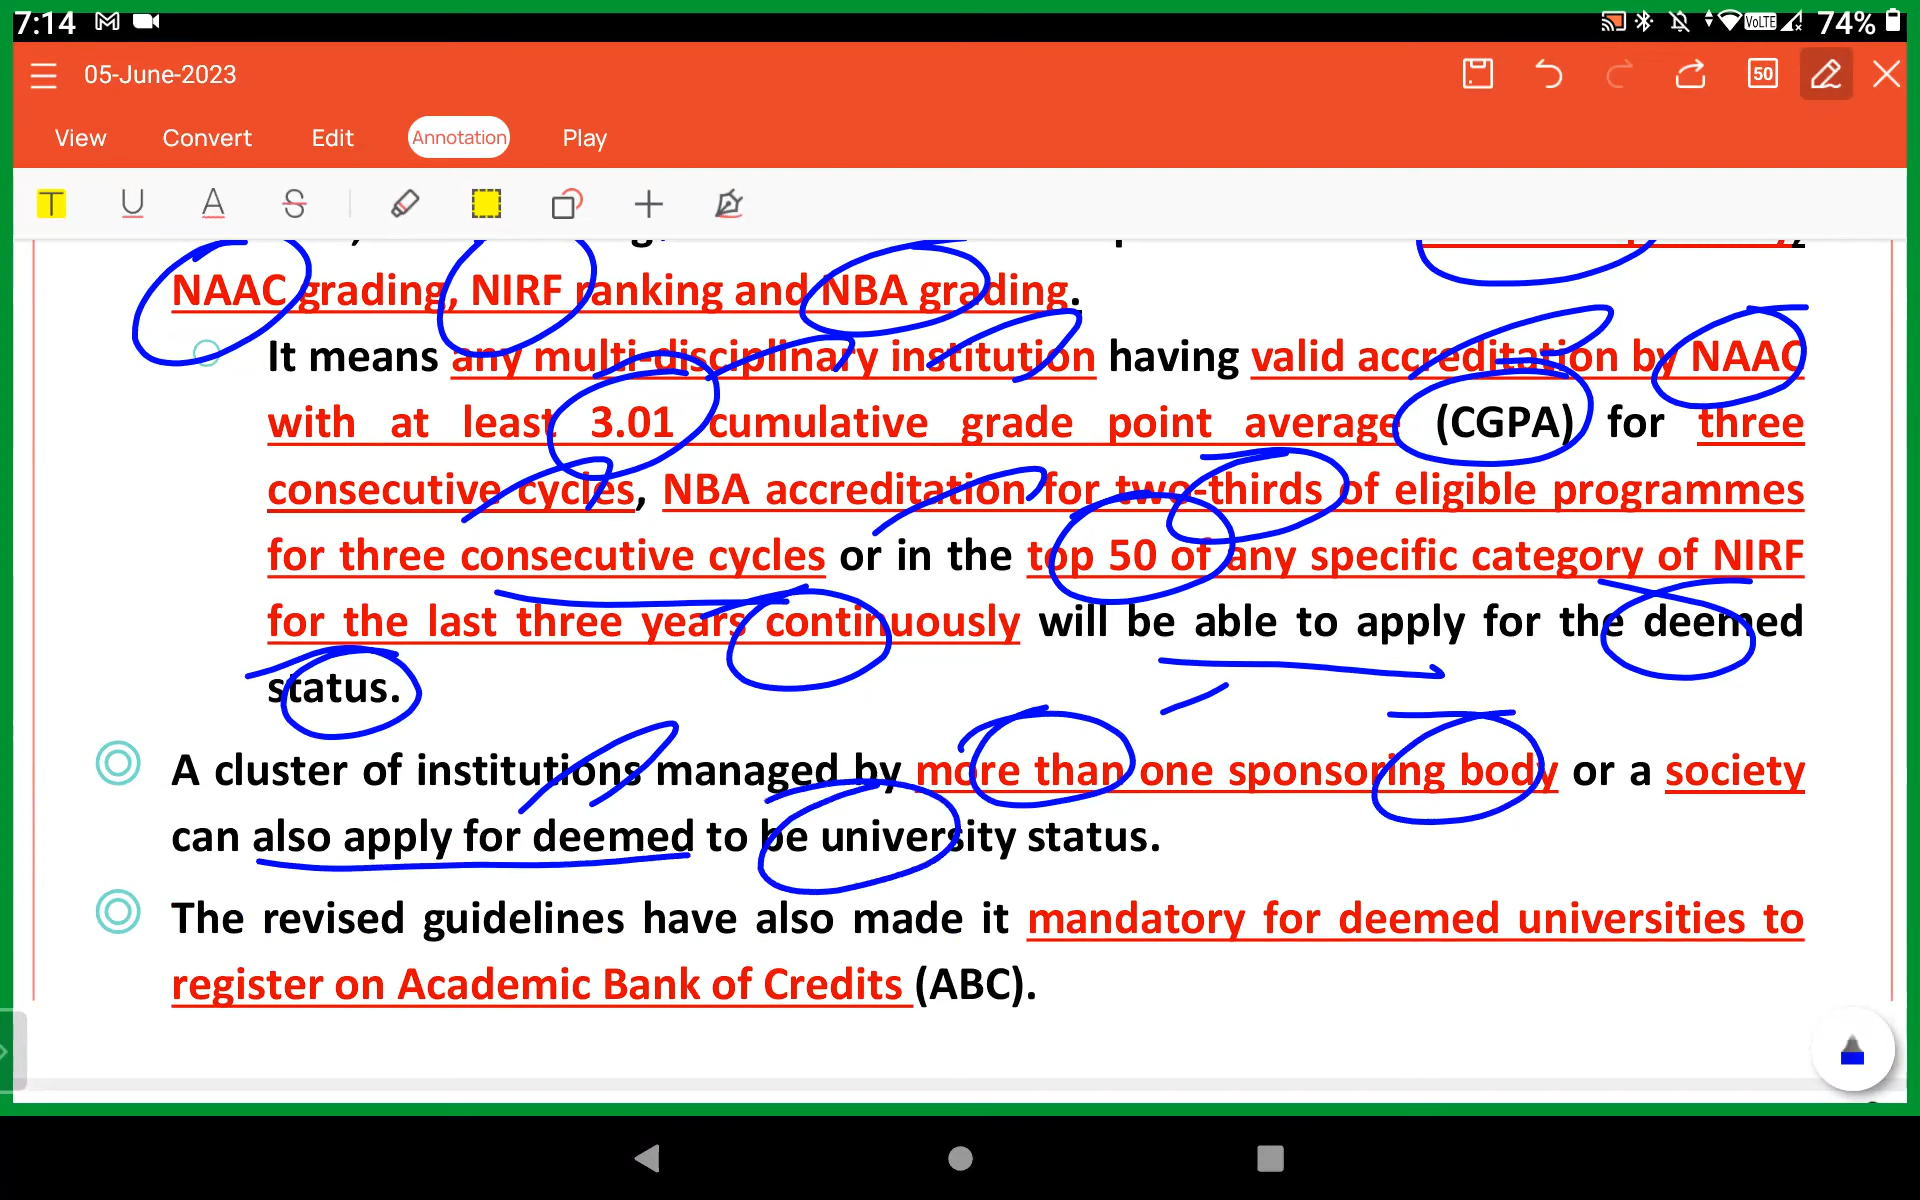 7:14 VoLTE 74%
05-June-2023 50
View Convert Edit Annotation Play
T U A S
NAAC grading, NIRF ranking and NBA grading.
It means any multi-disciplinary institution having valid accreditation by NAAC
with at least 3.01 cumulative grade point average (CGPA) for three
consecutive cycles, NBA accreditation for two-thirds of eligible programmes
for three consecutive cycles or in the top 50 of any specific category of NIRF
for the last three years continuously will be able to apply for the deemed
status.
A cluster of institutions managed by more than one sponsoring body or a society
can also apply for deemed to be university status.
The revised guidelines have also made it mandatory for deemed universities to
register on Academic Bank of Credits (ABC).